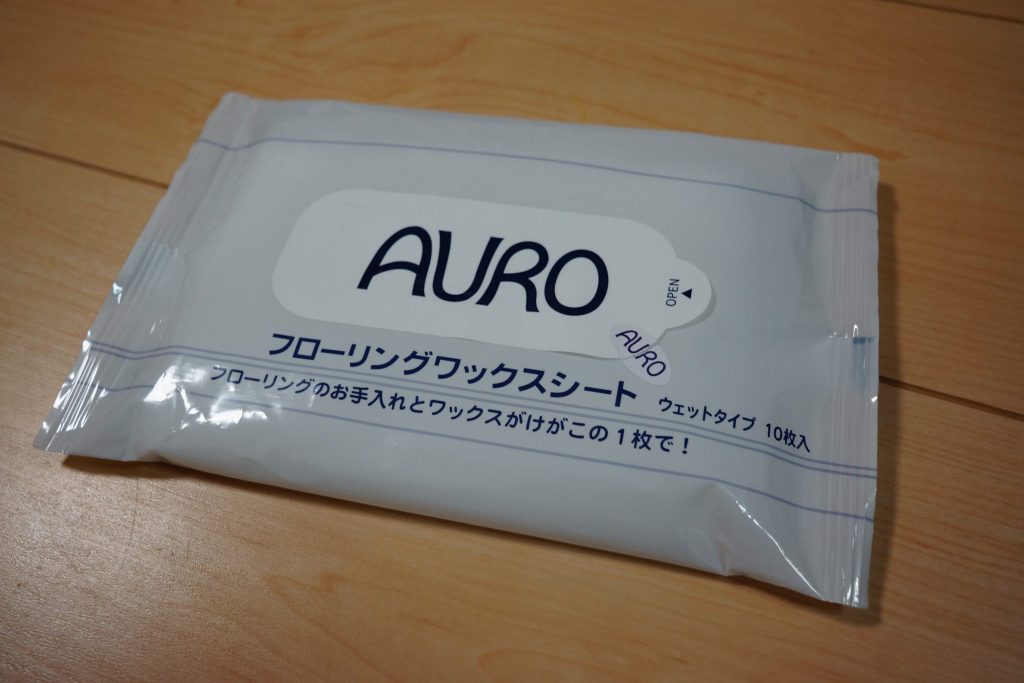 AURO
OPEN
AURO
フローリングワックスシート ウェットタイプ 10枚入
フローリングのお手入れとワックスがけがこの1枚で!